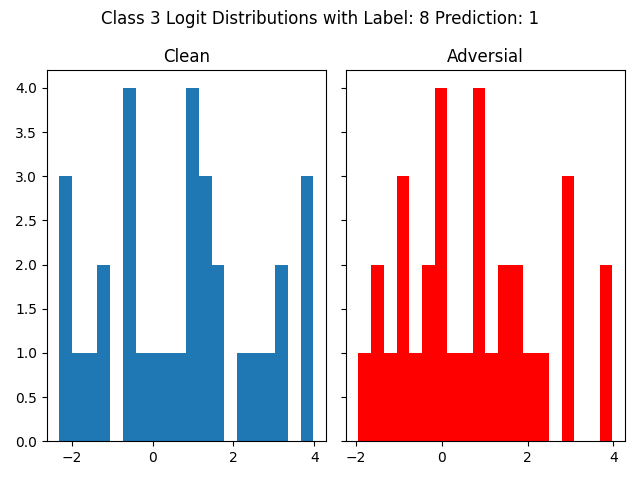 Class 3 Logit Distributions with Label: 8 Prediction: 1
Clean
Adversial
4.0
3.5
3.0
2.5
2.0
1.5
1.0
0.5
0.0
−2 0 2 4
−2 0 2 4